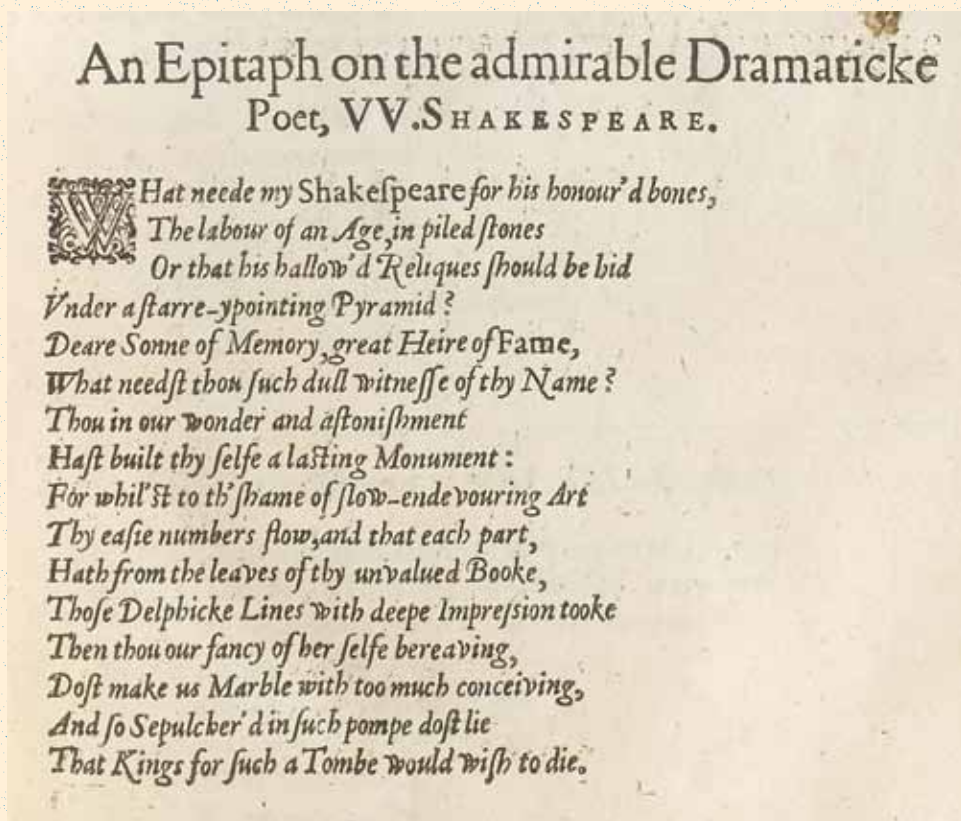 An Epitaph on the admirable Dramaticke
Poet, VV.SHAKESPEARE.
WHat neede my Shakeſpeare for his honour'd bones,
The labour of an Age,in piled ſtones
Or that his hallow'd Reliques ſhould be hid
Vnder a ſtarre-ypointing Pyramid?
Deare Sonne of Memory,great Heire of Fame,
What needſt thou ſuch dull witneſſe of thy Name?
Thou in our wonder and aſtoniſhment
Haſt built thy ſelfe a laſting Monument:
For whil'ſt to th'ſhame of ſlow-endevouring Art
Thy eaſie numbers flow,and that each part,
Hath from the leaves of thy unvalued Booke,
Thoſe Delphicke Lines with deepe Impreſsion tooke
Then thou our fancy of her ſelfe bereaving,
Doſt make us Marble with too much conceiving,
And ſo Sepulcher'd in ſuch pompe doſt lie
That Kings for ſuch a Tombe would wiſh to die.